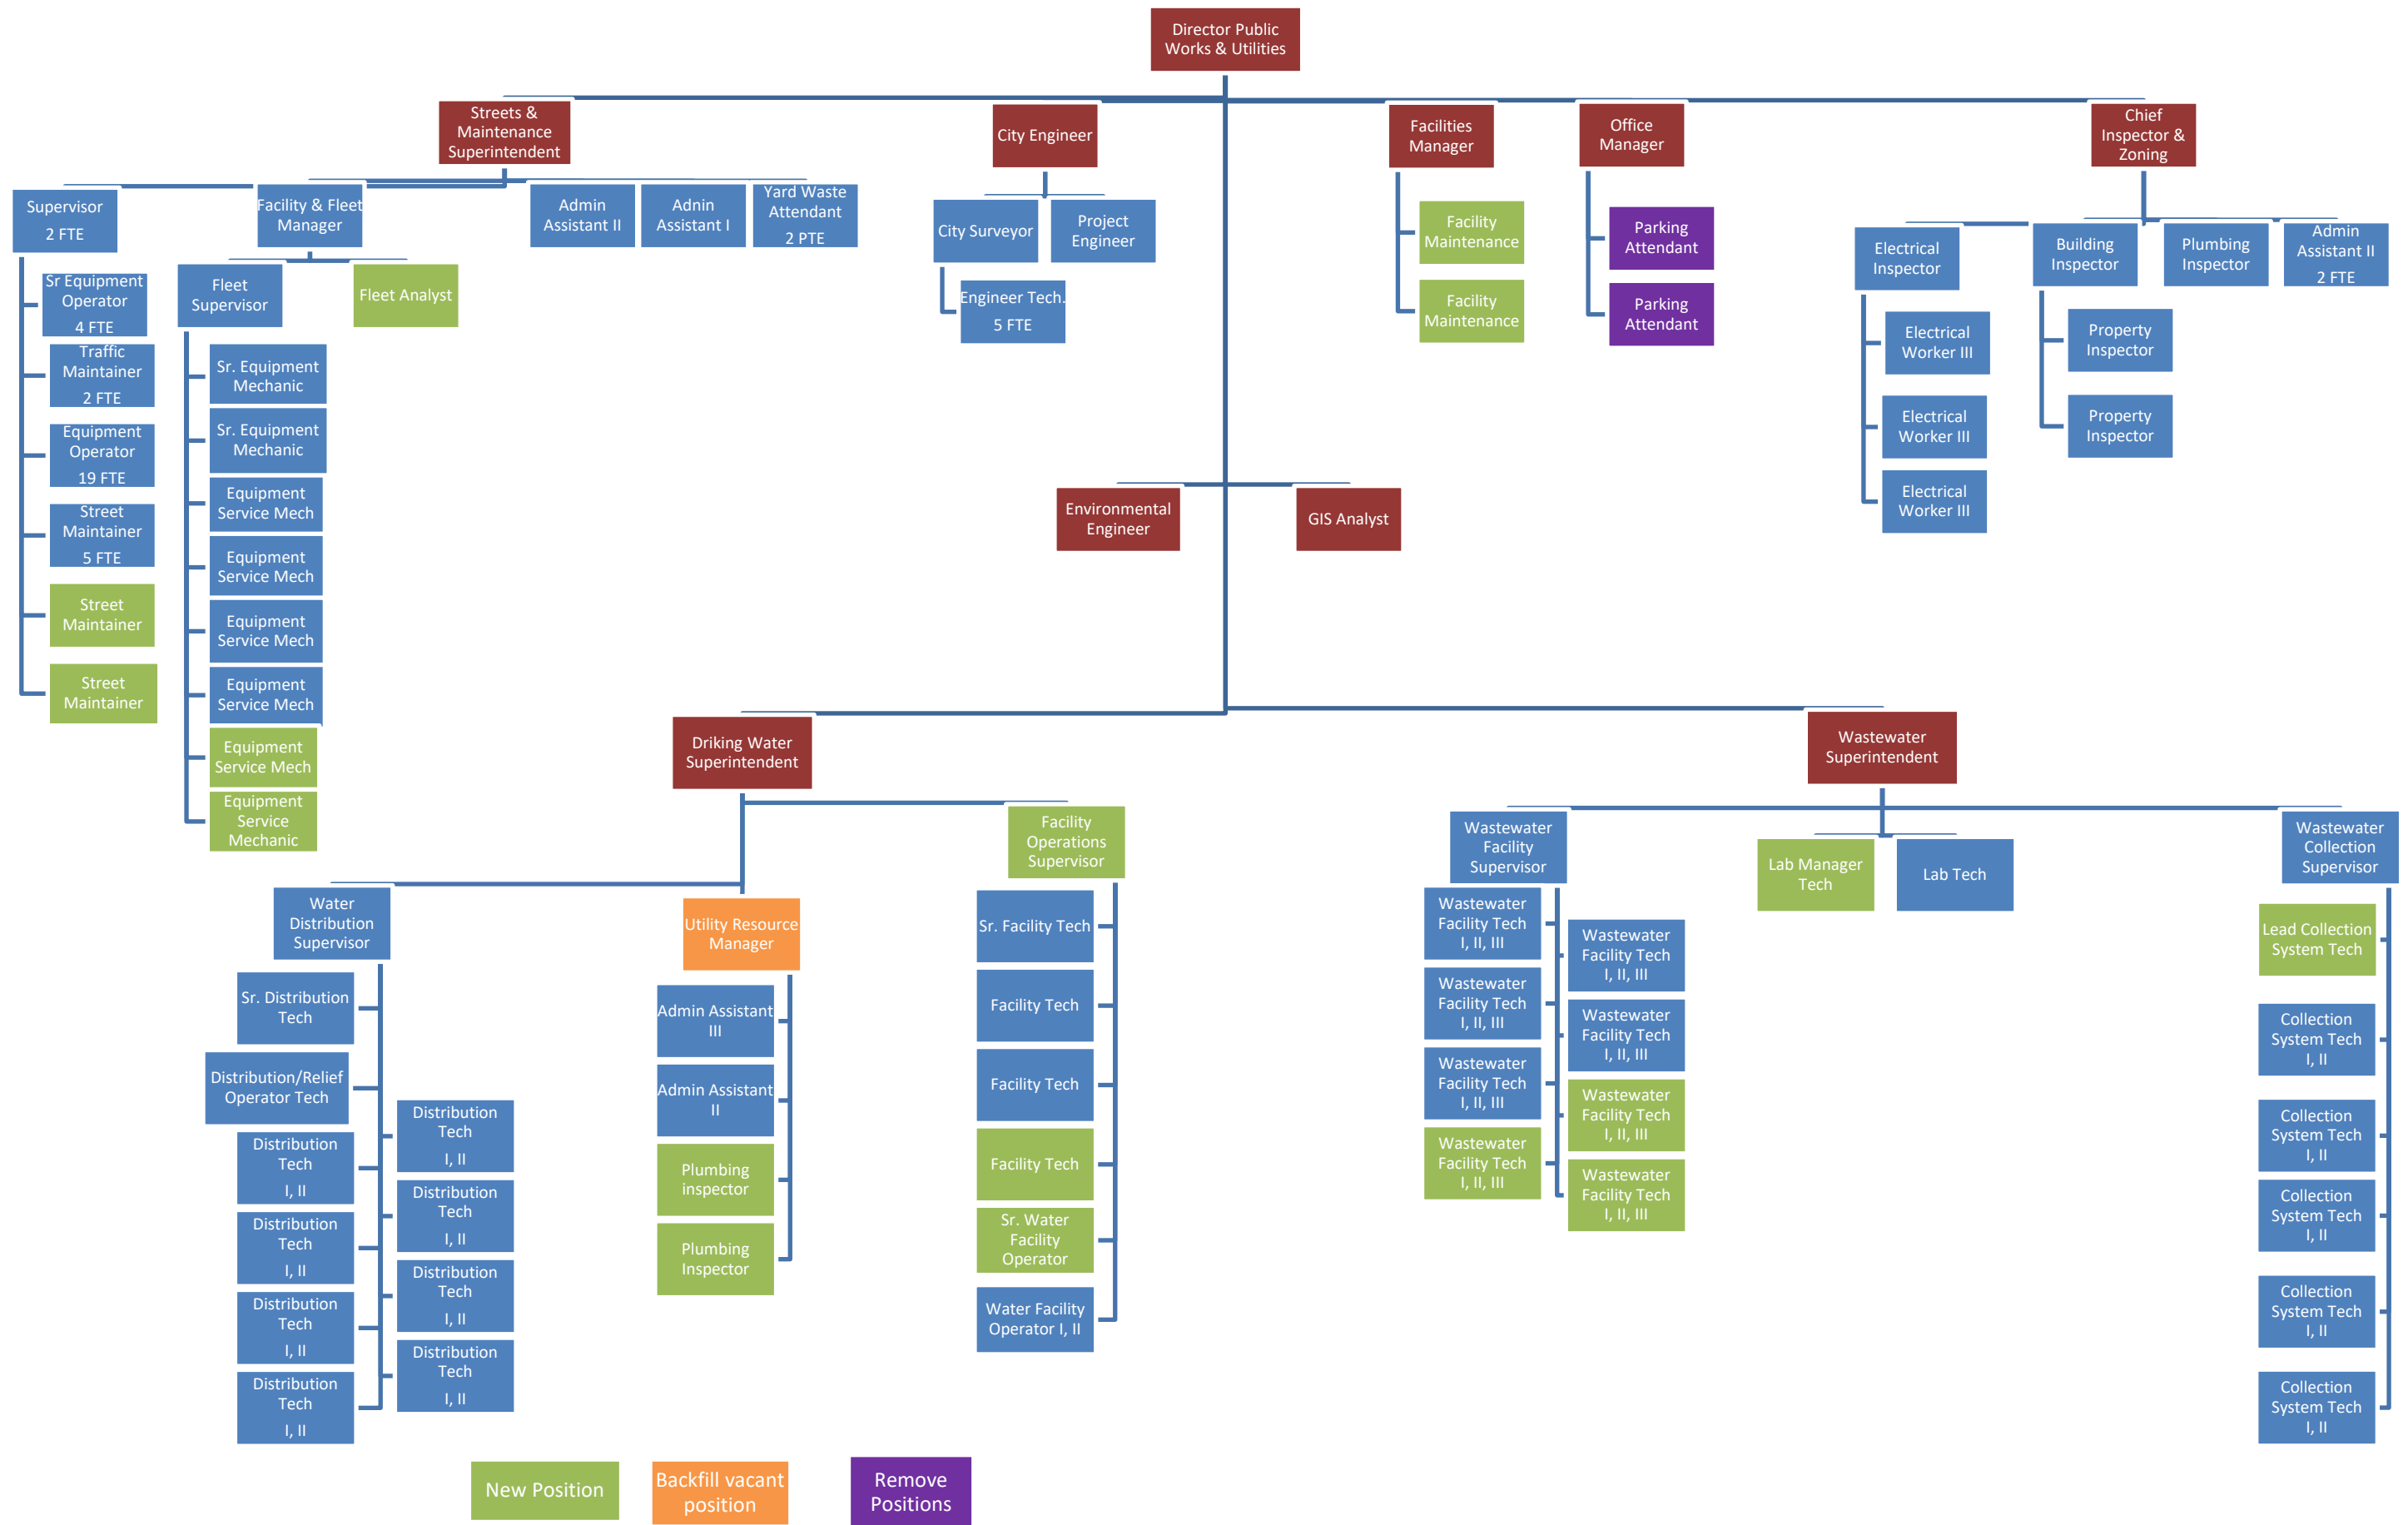 Director Public
Works & Utilities
Streets &
Maintenance
Superintendent
City Engineer
Facilities
Manager
Office
Manager
Chief
Inspector &
Zoning
Supervisor
2 FTE
Facility & Fleet
Manager
Admin
Assistant II
Adnin
Assistant I
Yard Waste
Attendant
2 PTE
City Surveyor
Project
Engineer
Facility
Maintenance
Facility
Maintenance
Parking
Attendant
Parking
Attendant
Electrical
Inspector
Building
Inspector
Plumbing
Inspector
Admin
Assistant II
2 FTE
Sr Equipment
Operator
4 FTE
Traffic
Maintainer
2 FTE
Equipment
Operator
19 FTE
Street
Maintainer
5 FTE
Street
Maintainer
Street
Maintainer
Fleet
Supervisor
Fleet Analyst
Sr. Equipment
Mechanic
Sr. Equipment
Mechanic
Equipment
Service Mech
Equipment
Service Mech
Equipment
Service Mech
Equipment
Service Mech
Equipment
Service Mech
Equipment
Service
Mechanic
Engineer Tech.
5 FTE
Electrical
Worker III
Electrical
Worker III
Electrical
Worker III
Property
Inspector
Property
Inspector
Environmental
Engineer
GIS Analyst
Driking Water
Superintendent
Wastewater
Superintendent
Water
Distribution
Supervisor
Utility Resource
Manager
Facility
Operations
Supervisor
Sr. Distribution
Tech
Distribution/Relief
Operator Tech
Distribution
Tech
I, II
Distribution
Tech
I, II
Distribution
Tech
I, II
Distribution
Tech
I, II
Distribution
Tech
I, II
Distribution
Tech
I, II
Distribution
Tech
I, II
Distribution
Tech
I, II
Admin Assistant
III
Admin Assistant
II
Plumbing
inspector
Plumbing
Inspector
Sr. Facility Tech
Facility Tech
Facility Tech
Facility Tech
Sr. Water
Facility
Operator
Water Facility
Operator I, II
Wastewater
Facility
Supervisor
Lab Manager
Tech
Lab Tech
Wastewater
Collection
Supervisor
Wastewater
Facility Tech
I, II, III
Wastewater
Facility Tech
I, II, III
Wastewater
Facility Tech
I, II, III
Wastewater
Facility Tech
I, II, III
Wastewater
Facility Tech
I, II, III
Wastewater
Facility Tech
I, II, III
Wastewater
Facility Tech
I, II, III
Wastewater
Facility Tech
I, II, III
Lead Collection
System Tech
Collection
System Tech
I, II
Collection
System Tech
I, II
Collection
System Tech
I, II
Collection
System Tech
I, II
Collection
System Tech
I, II
New Position
Backfill vacant
position
Remove
Positions